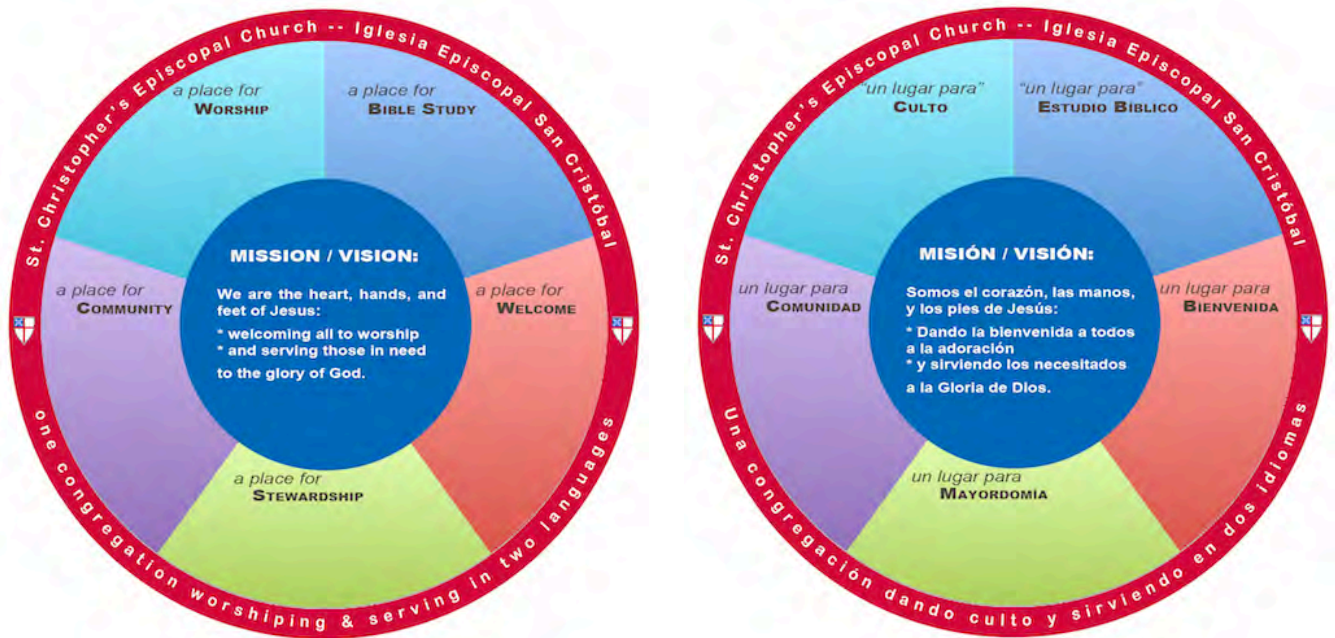 St. Christopher's Episcopal Church -- Iglesia Episcopal San Cristóbal
a place for
WORSHIP
a place for
BIBLE STUDY
a place for
COMMUNITY
a place for
WELCOME
MISSION / VISION:
We are the heart, hands, and
feet of Jesus:
* welcoming all to worship
* and serving those in need
to the glory of God.
a place for
STEWARDSHIP
one congregation worshiping & serving in two languages
St. Christopher's Episcopal Church -- Iglesia Episcopal San Cristóbal
"un lugar para"
CULTO
"un lugar para"
ESTUDIO BÍBLICO
un lugar para
COMUNIDAD
un lugar para
BIENVENIDA
MISIÓN / VISIÓN:
Somos el corazón, las manos,
y los pies de Jesús:
* Dando la bienvenida a todos
a la adoración
* y sirviendo los necesitados
a la Gloria de Dios.
un lugar para
MAYORDOMÍA
Una congregación dando culto y sirviendo en dos idiomas